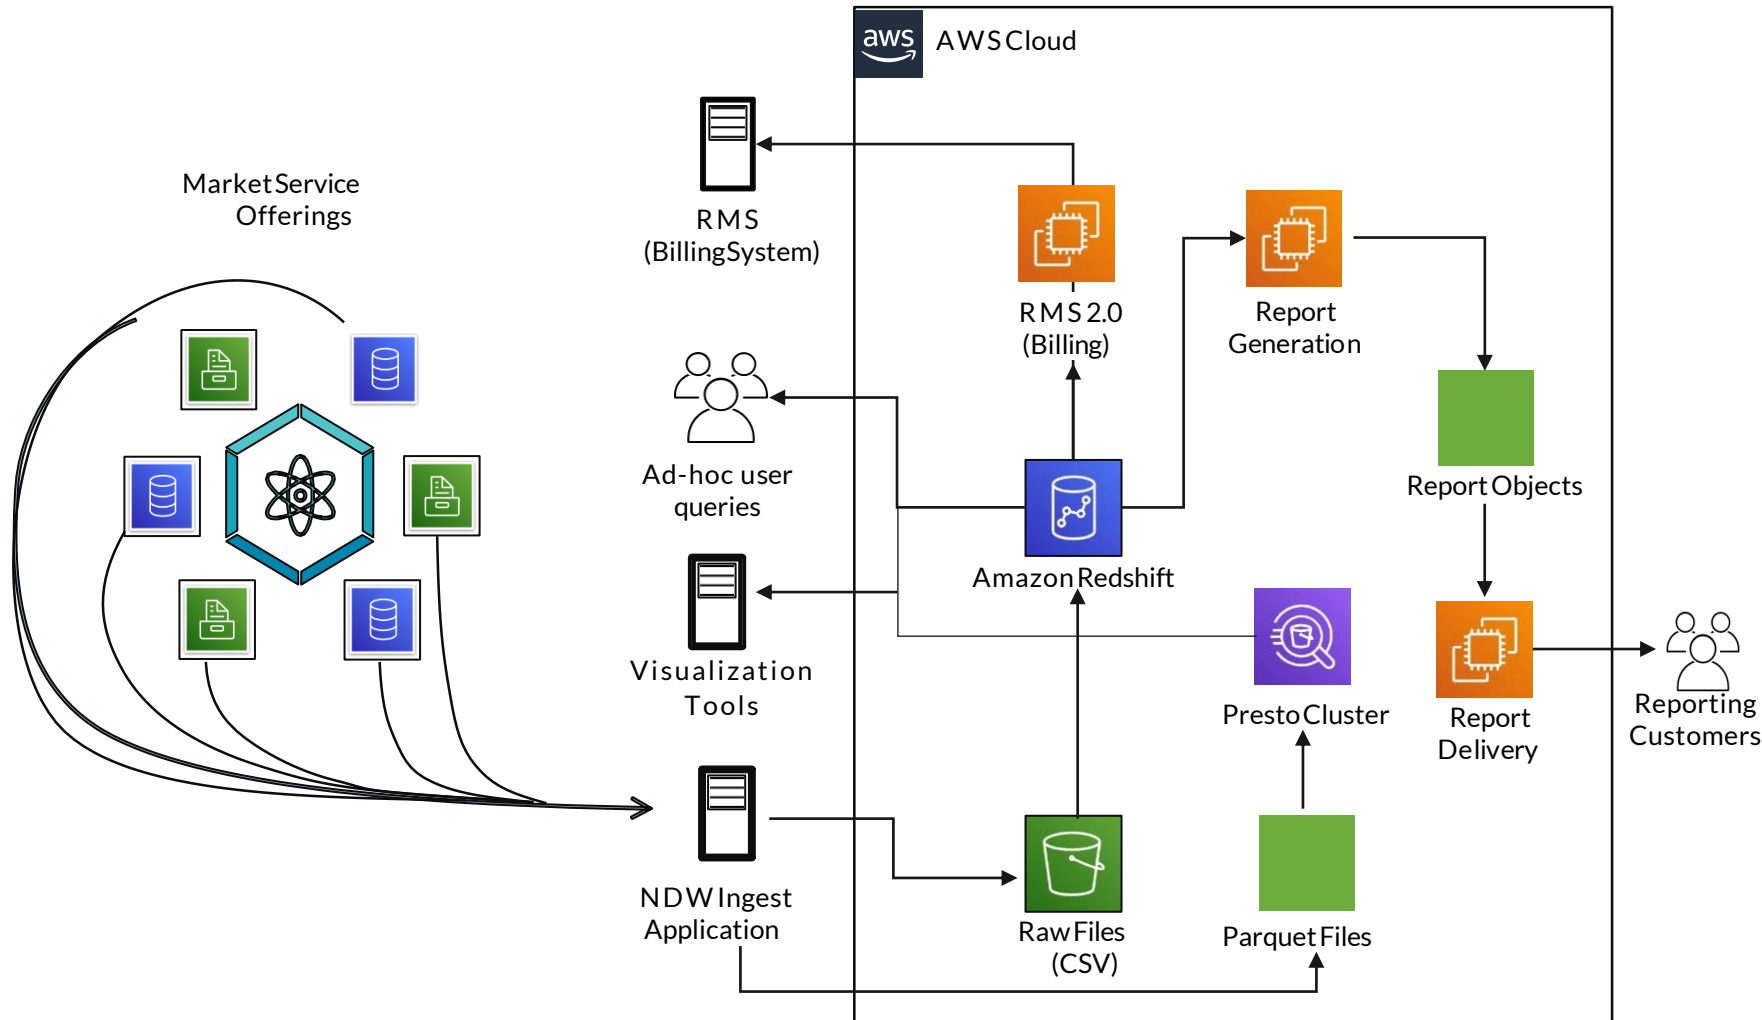 aws
AWS Cloud
Market Service
Offerings
RMS
(Billing System)
RMS 2.0
(Billing)
Report
Generation
Ad-hoc user
queries
Report Objects
Amazon Redshift
Visualization
Tools
Presto Cluster
Report
Delivery
Reporting
Customers
NDW Ingest
Application
Raw Files
(CSV)
Parquet Files